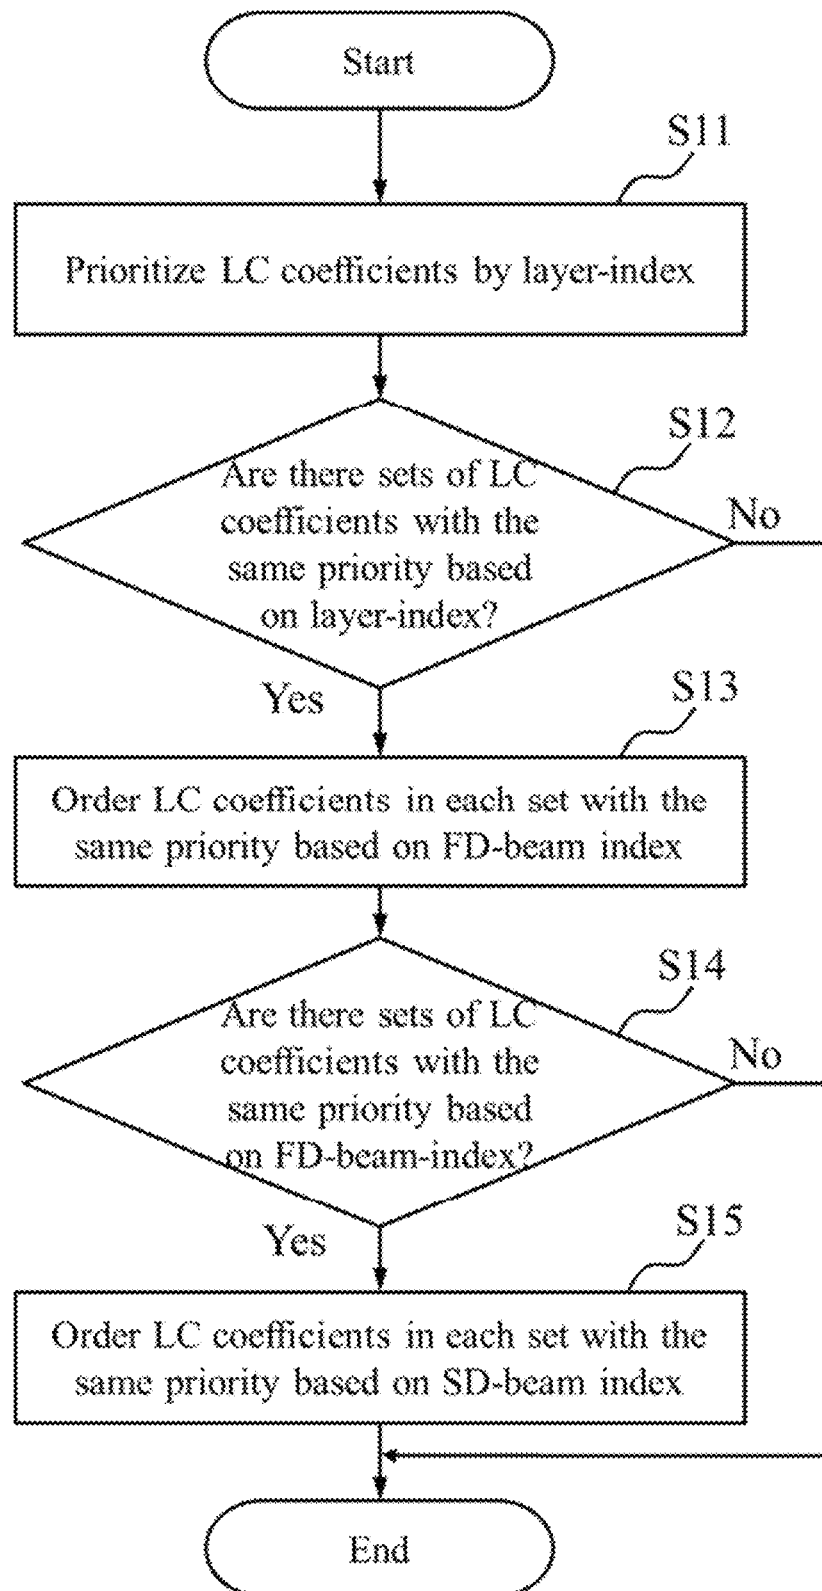 Start
S11
Prioritize LC coefficients by layer-index
S12
Are there sets of LC
coefficients with the
same priority based
on layer-index?
No
Yes
S13
Order LC coefficients in each set with the
same priority based on FD-beam index
S14
Are there sets of LC
coefficients with the
same priority based
on FD-beam-index?
No
Yes
S15
Order LC coefficients in each set with the
same priority based on SD-beam index
End